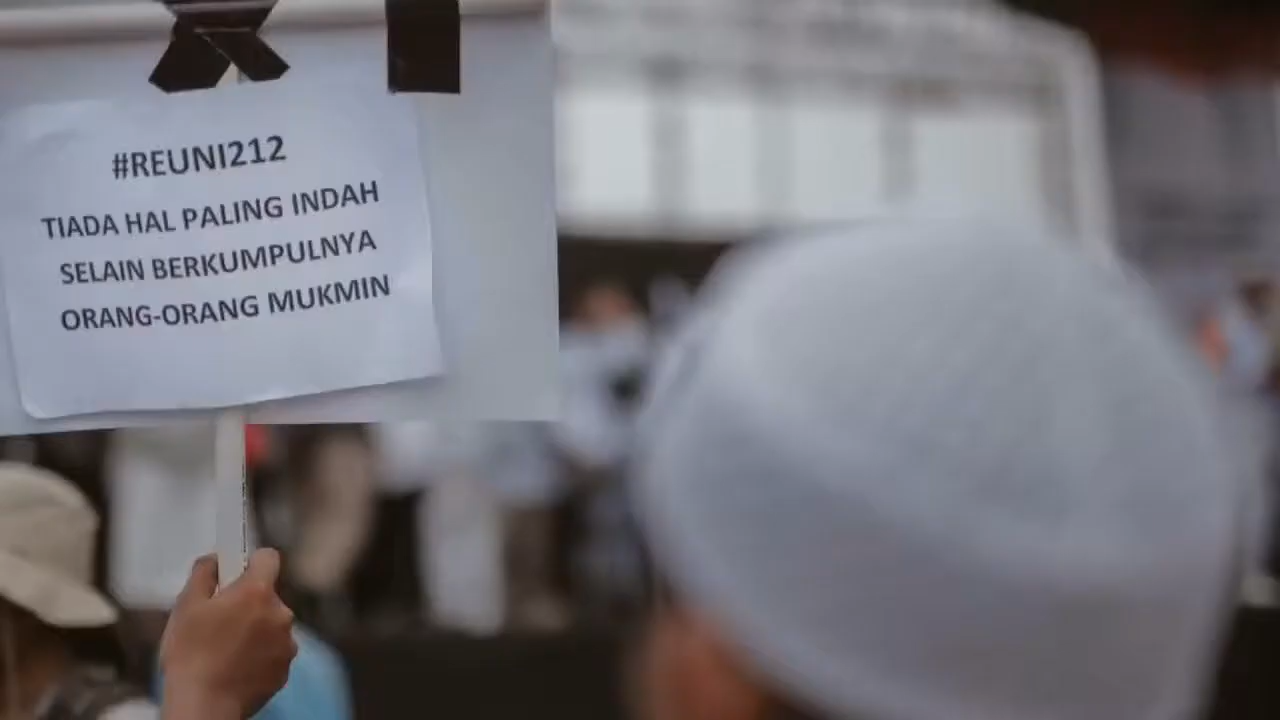 #REUNI212
TIADA HAL PALING INDAH
SELAIN BERKUMPULNYA
ORANG-ORANG MUKMIN